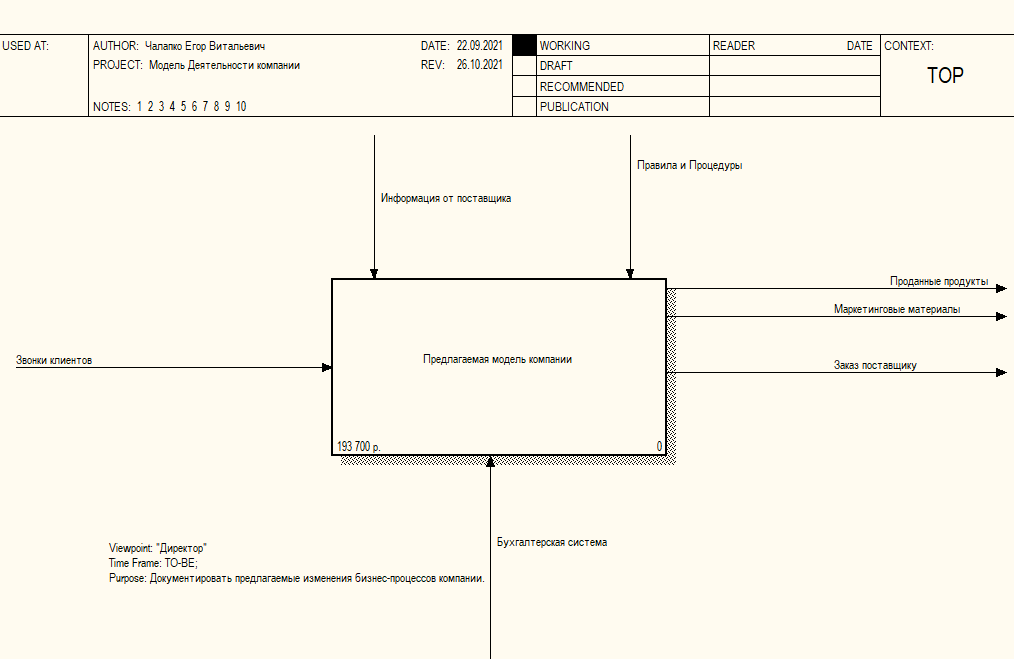 USED AT:
AUTHOR: Чалапко Егор Витальевич
DATE: 22.09.2021
PROJECT: Модель Деятельности компании
REV: 26.10.2021
NOTES: 1 2 3 4 5 6 7 8 9 10
WORKING
DRAFT
RECOMMENDED
PUBLICATION
READER
DATE
CONTEXT:
TOP
Правила и Процедуры
Информация от поставщика
Проданные продукты
Маркетинговые материалы
Звонки клиентов
Предлагаемая модель компании
Заказ поставщику
193 700 р.
0
Бухгалтерская система
Viewpoint: "Директор"
Time Frame: TO-BE;
Purpose: Документировать предлагаемые изменения бизнес-процессов компании.